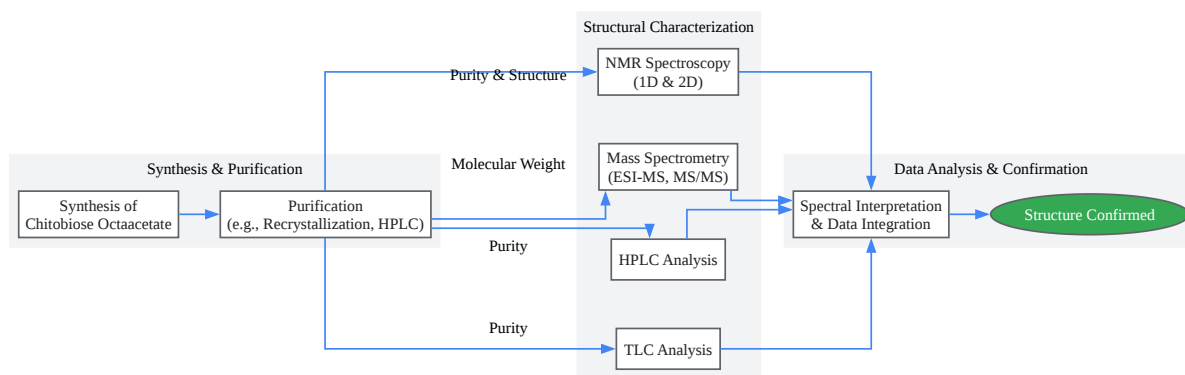 Structural Characterization
NMR Spectroscopy
(1D & 2D)
Purity & Structure
Molecular Weight
Mass Spectrometry
(ESI-MS, MS/MS)
Synthesis & Purification
Data Analysis & Confirmation
Synthesis of
Chitobiose Octaacetate
Purification
(e.g., Recrystallization, HPLC)
Spectral Interpretation
& Data Integration
Structure Confirmed
Purity
HPLC Analysis
Purity
TLC Analysis